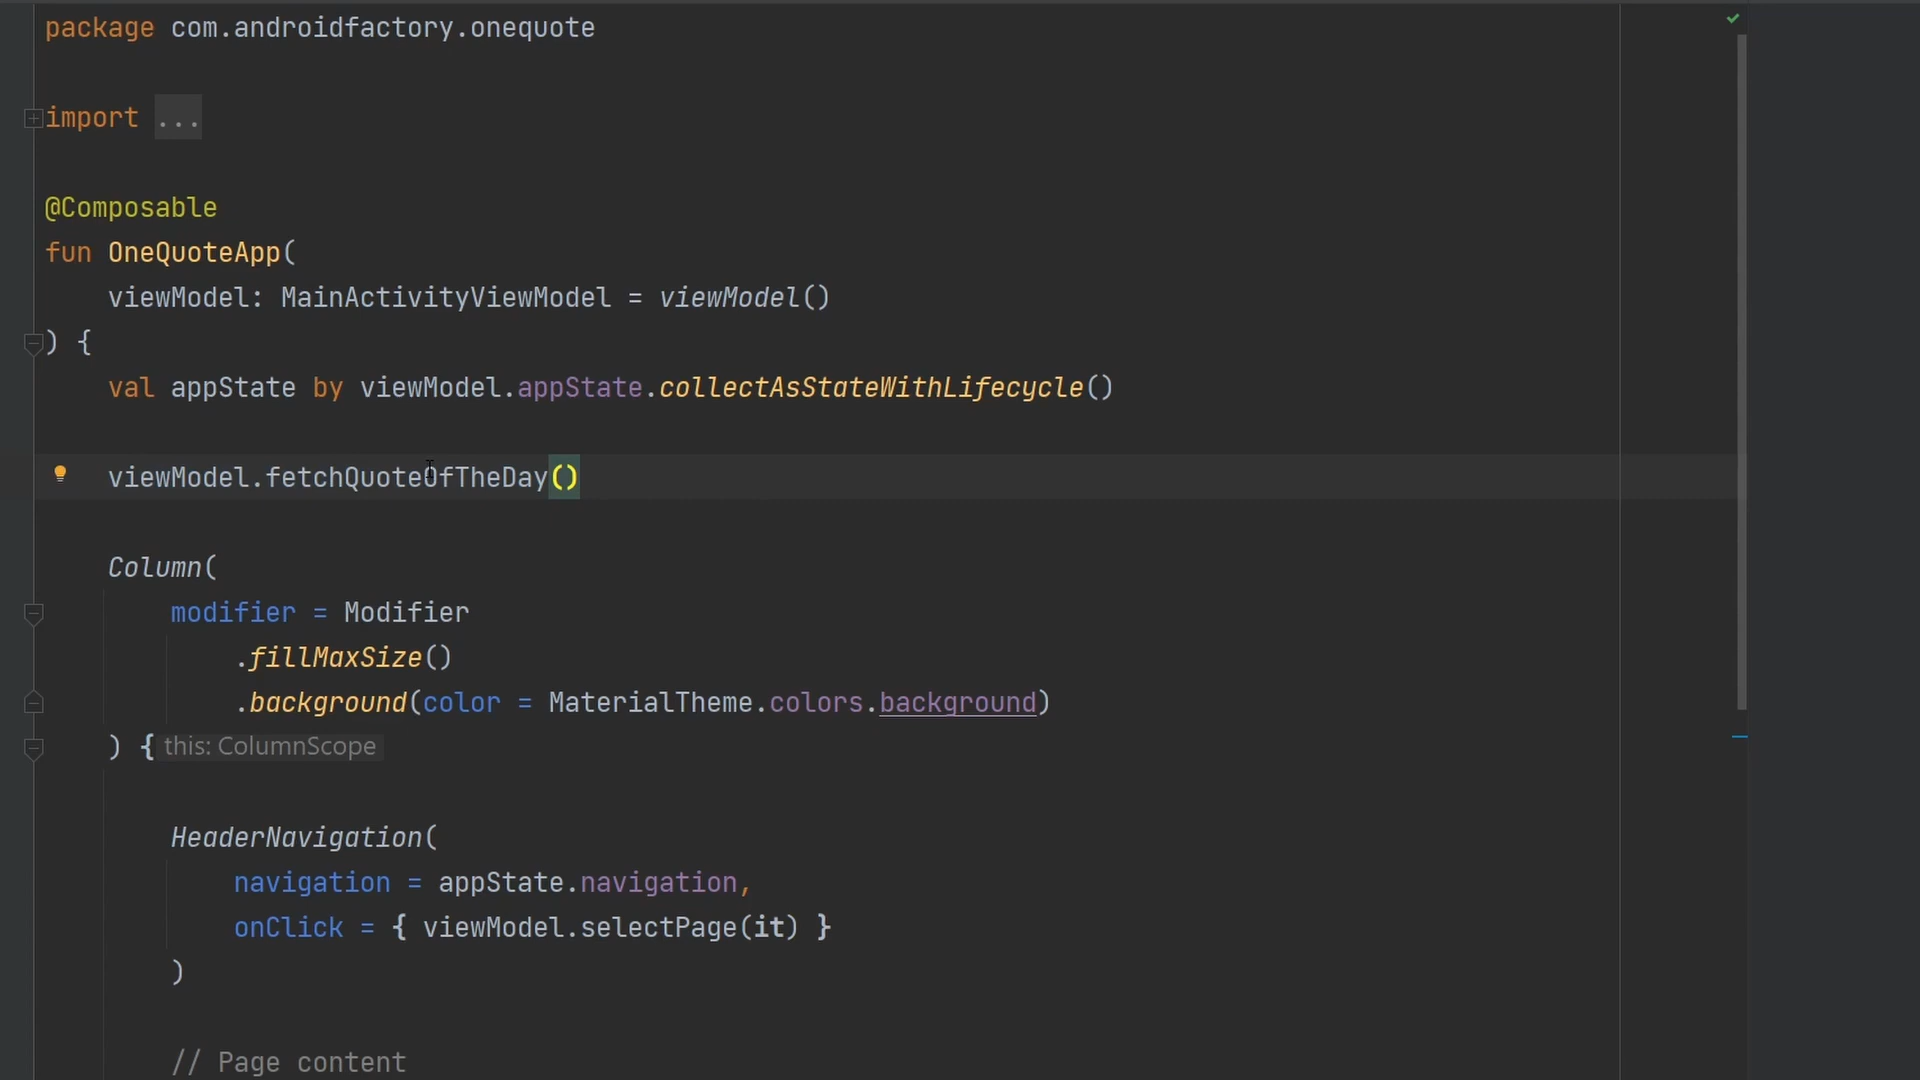 package com.androidfactory.onequote
import ...
@Composable
fun OneQuoteApp(
viewModel: MainActivityViewModel = viewModel()
) {
val appState by viewModel.appState.collectAsStateWithLifecycle()
viewModel.fetchQuoteOfTheDay()
Column(
modifier = Modifier
.fillMaxSize()
.background(color = MaterialTheme.colors.background)
) { this: ColumnScope
HeaderNavigation(
navigation = appState.navigation,
onClick = { viewModel.selectPage(it) }
)
// Page content